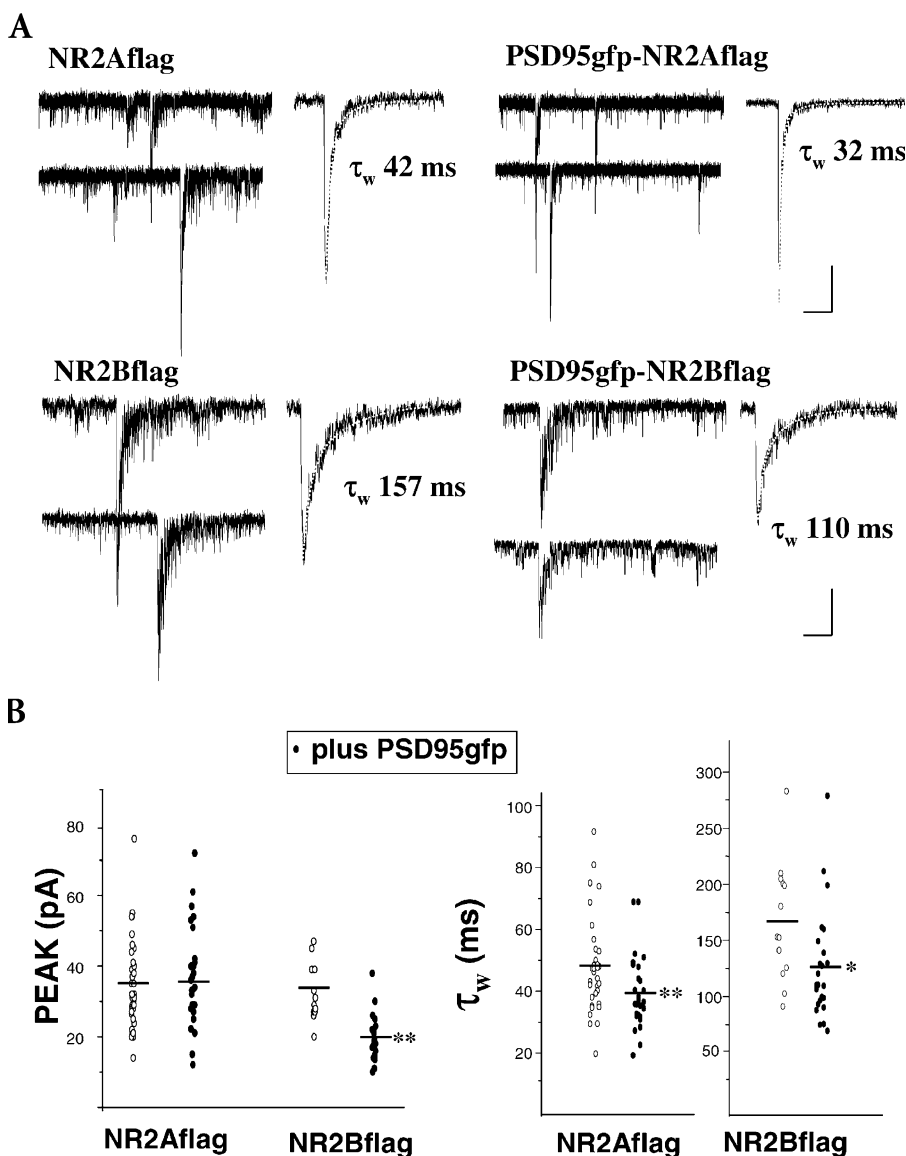 A
NR2Aflag
PSD95gfp-NR2Aflag
τw 42 ms
τw 32 ms
NR2Bflag
PSD95gfp-NR2Bflag
τw 157 ms
τw 110 ms
B
• plus PSD95gfp
PEAK (pA)
80
60
40
20
**
NR2Aflag
NR2Bflag
τw (ms)
100
80
60
40
20
**
NR2Aflag
300
250
200
150
100
50
*
NR2Bflag